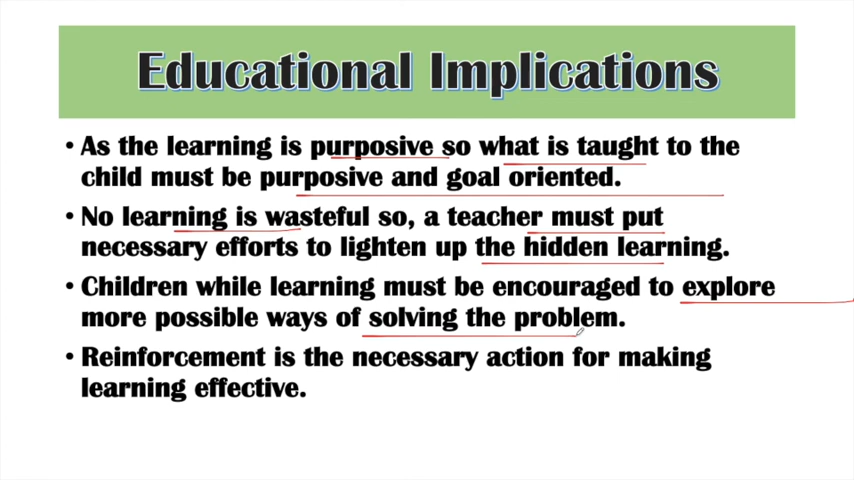 Educational Implications
• As the learning is purposive so what is taught to the
child must be purposive and goal oriented.
• No learning is wasteful so, a teacher must put
necessary efforts to lighten up the hidden learning.
• Children while learning must be encouraged to explore
more possible ways of solving the problem.
• Reinforcement is the necessary action for making
learning effective.